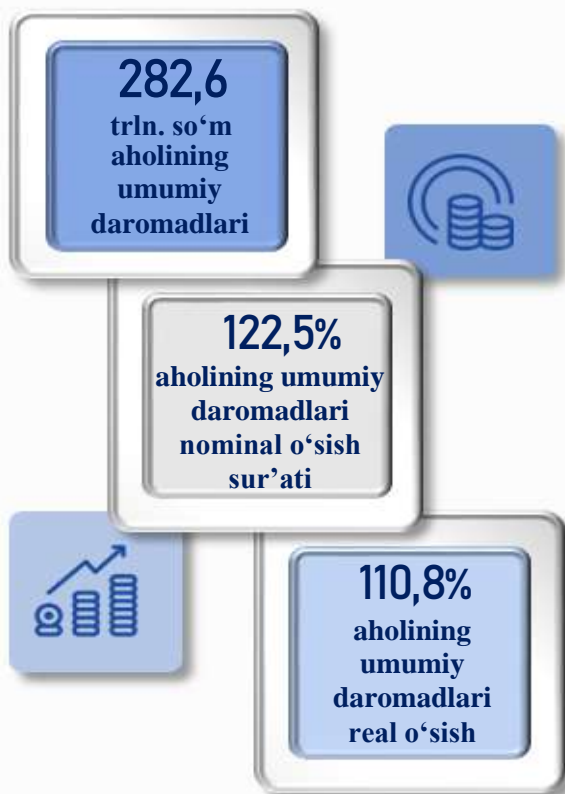 282,6
trln. so‘m
aholining
umumiy
daromadlari
122,5%
aholining umumiy
daromadlari
nominal o‘sish
sur’ati
110,8%
aholining
umumiy
daromadlari
real o‘sish